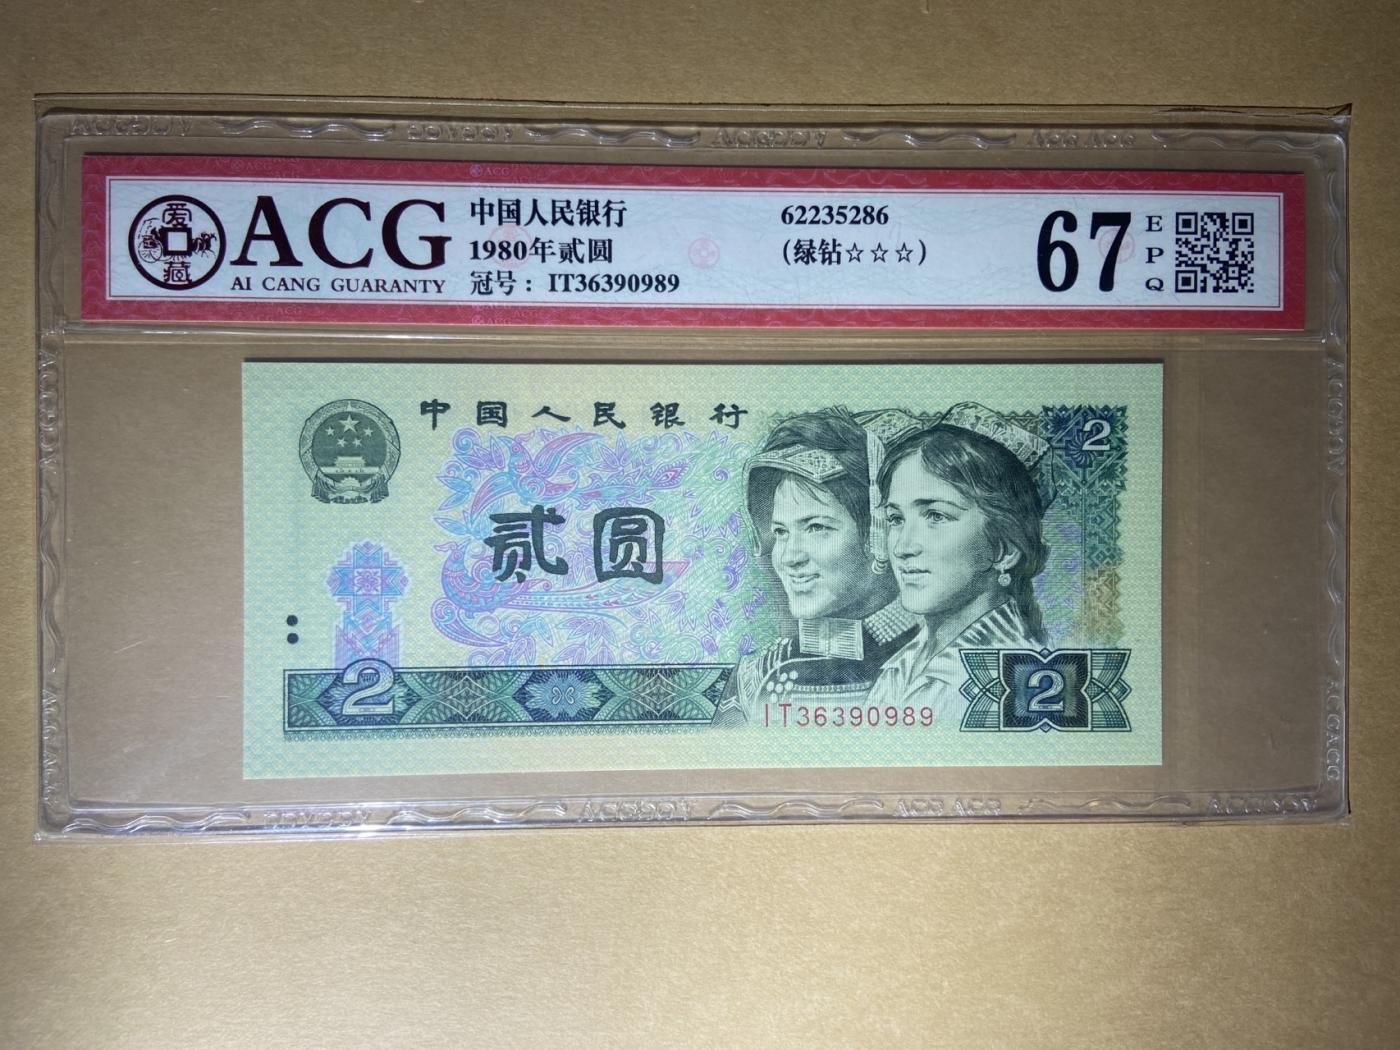 爱
藏
ACG
AI CANG GUARANTY
中国人民银行
1980年贰圆
冠号：IT36390989
62235286
（绿钻☆☆☆）
67
EPQ
中国人民银行
2
贰圆
2
2
IT36390989